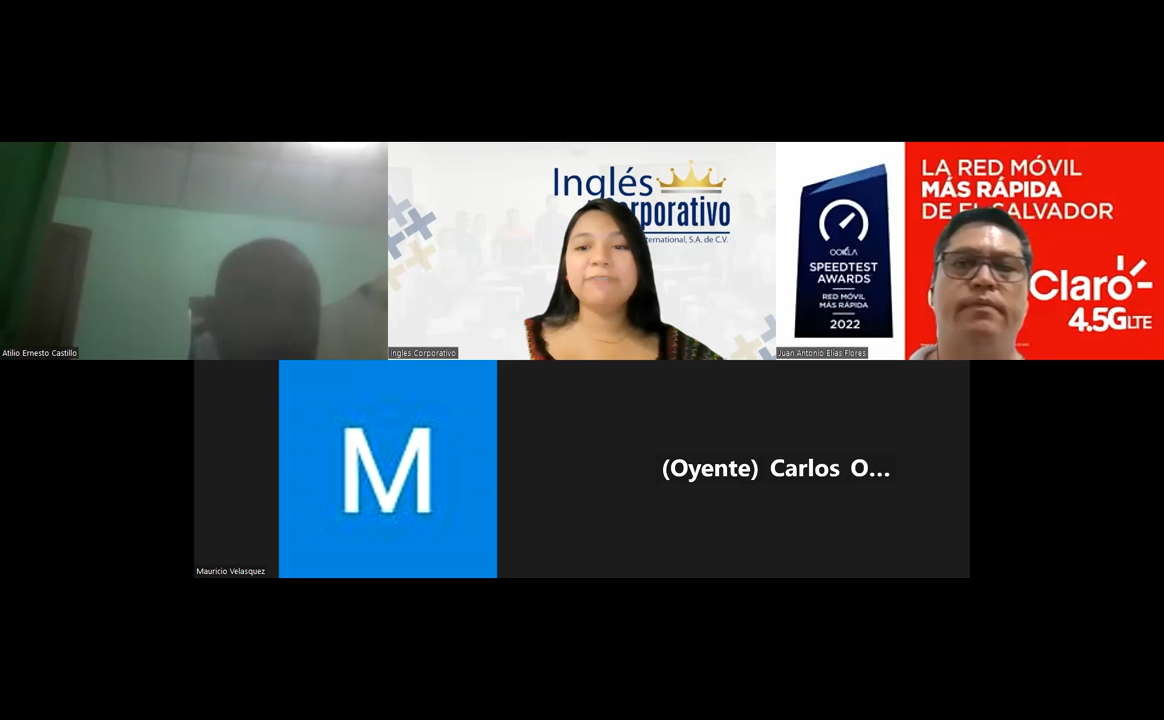 Inglés
Corporativo
International, S.A. de C.V.
OOKLA
SPEEDTEST
AWARDS
RED MÓVIL
MÁS RÁPIDA
2022
LA RED MÓVIL
MÁS RÁPIDA
DE EL SALVADOR
Claro
4.5G LTE
Atilio Ernesto Castillo
Ingles Corporativo
Juan Antonio Elias Flores
M
(Oyente) Carlos O...
Mauricio Velasquez